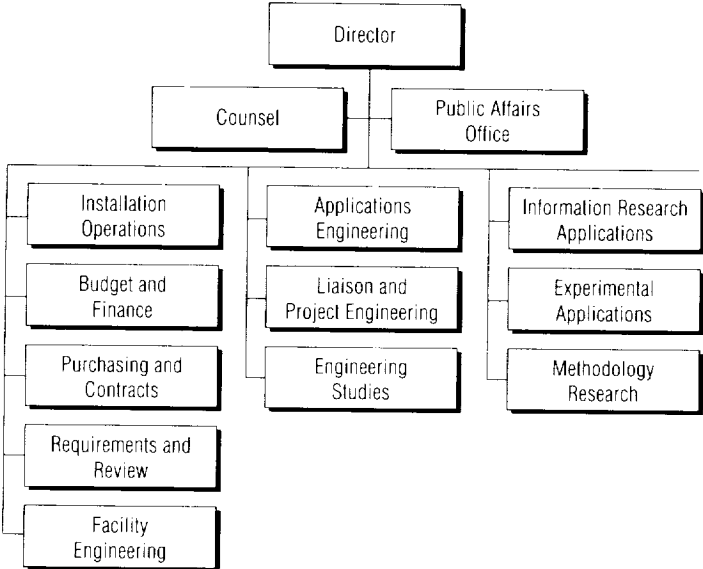 Director
Counsel
Public Affairs
Office
Installation
Operations
Budget and
Finance
Purchasing and
Contracts
Requirements and
Review
Facility
Engineering
Applications
Engineering
Liaison and
Project Engineering
Engineering
Studies
Information Research
Applications
Experimental
Applications
Methodology
Research